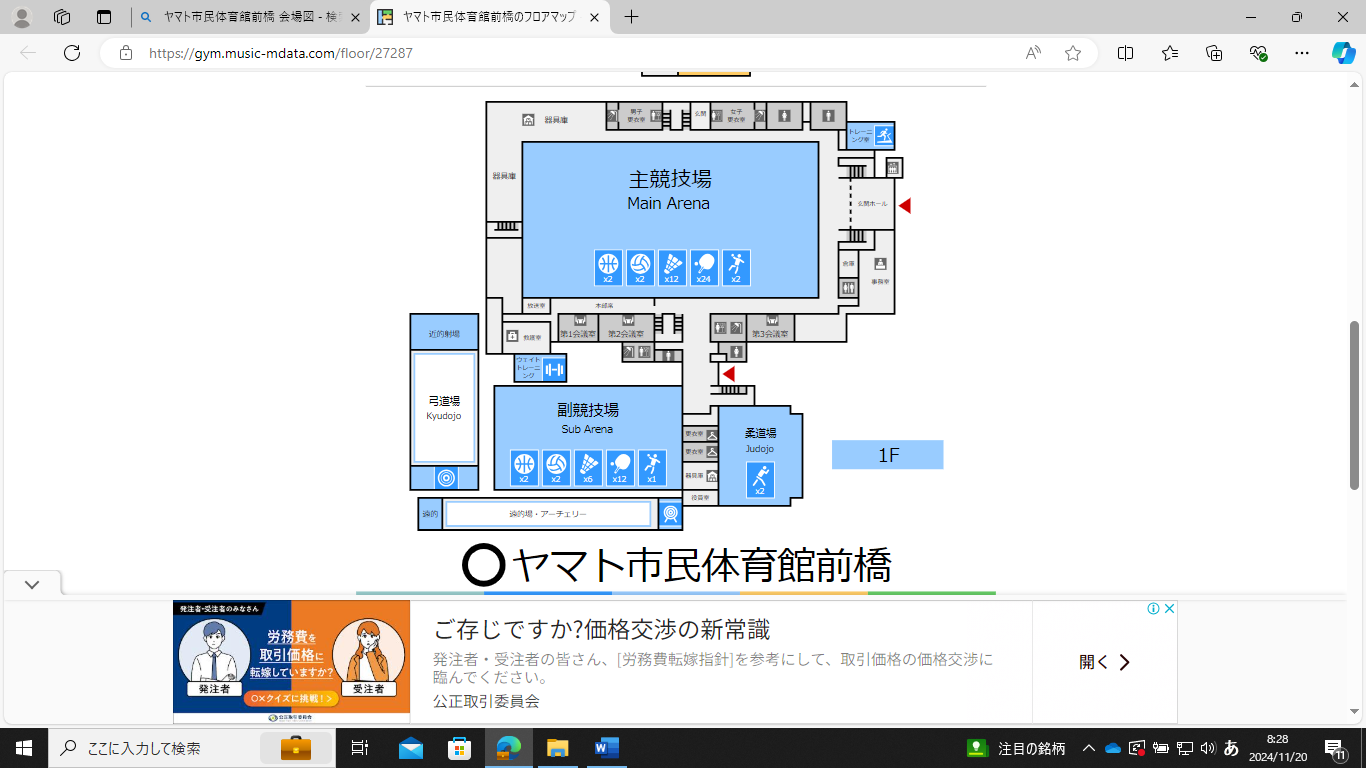 ヤマト市民体育館前橋 会場図 - 検
ヤマト市民体育館前橋のフロアマップ
https://gym.music-mdata.com/floor/27287
器具庫
男子
更衣室
玄関
女子
更衣室
トレーニ
ング室
器具庫
主競技場
Main Arena
玄関ホール
x2
x2
x12
x24
x2
倉庫
事務室
放送室
本部席
近的射場
救護室
第1会議室
第2会議室
第3会議室
ウエイト
トレーニ
ング
弓道場
Kyudojo
副競技場
Sub Arena
x2
x2
x6
x12
x1
更衣室
更衣室
器具庫
役員室
柔道場
Judojo
x2
1F
遠的
遠的場・アーチェリー
〇ヤマト市民体育館前橋
発注者・受注者のみなさん
労務費を
取引価格に
転嫁していますか?
発注者
受注者
〇×クイズに挑戦!
公正取引委員会
ご存じですか?価格交渉の新常識
発注者・受注者の皆さん、[労務費転嫁指針]を参考にして、取引価格の価格交渉に
臨んでください。
公正取引委員会
開く
ここに入力して検索
注目の銘柄
あ
8:28
2024/11/20
11